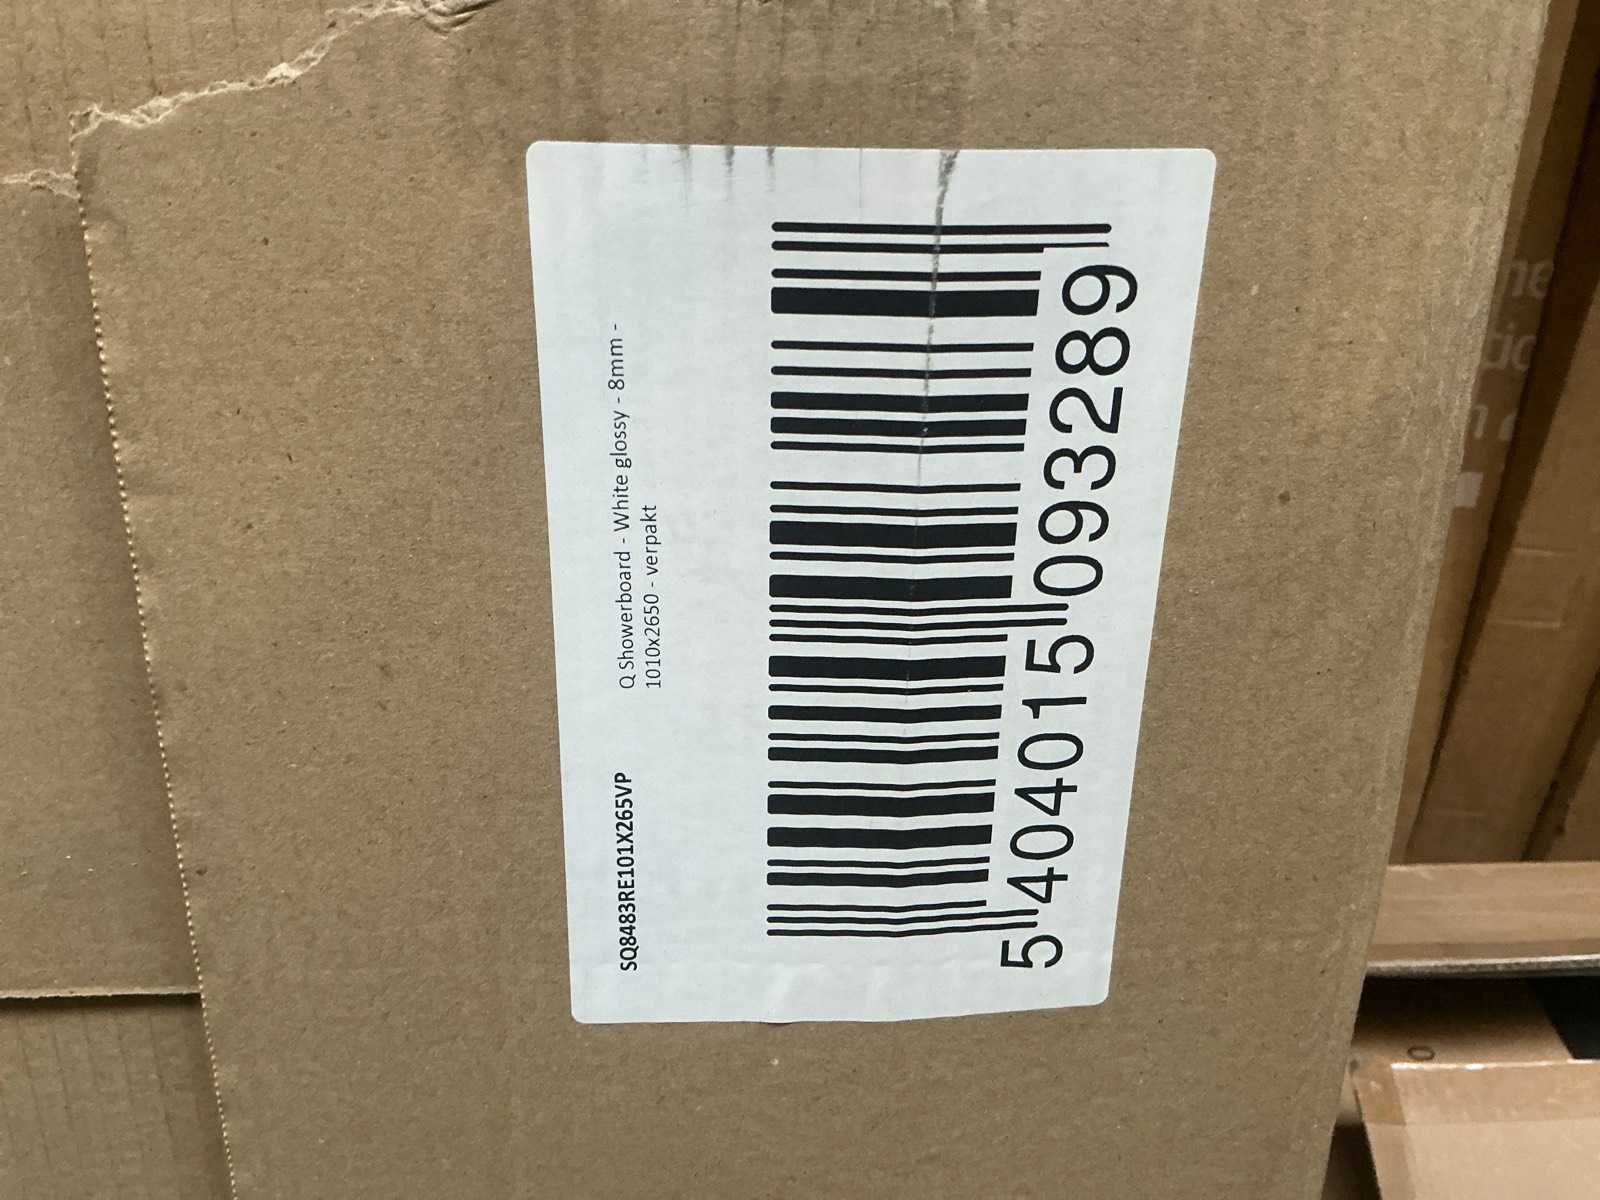 SQ8483RE101X265VP
Q Showerboard - White glossy - 8mm -
1010x2650 - verpakt
5 404015 093289